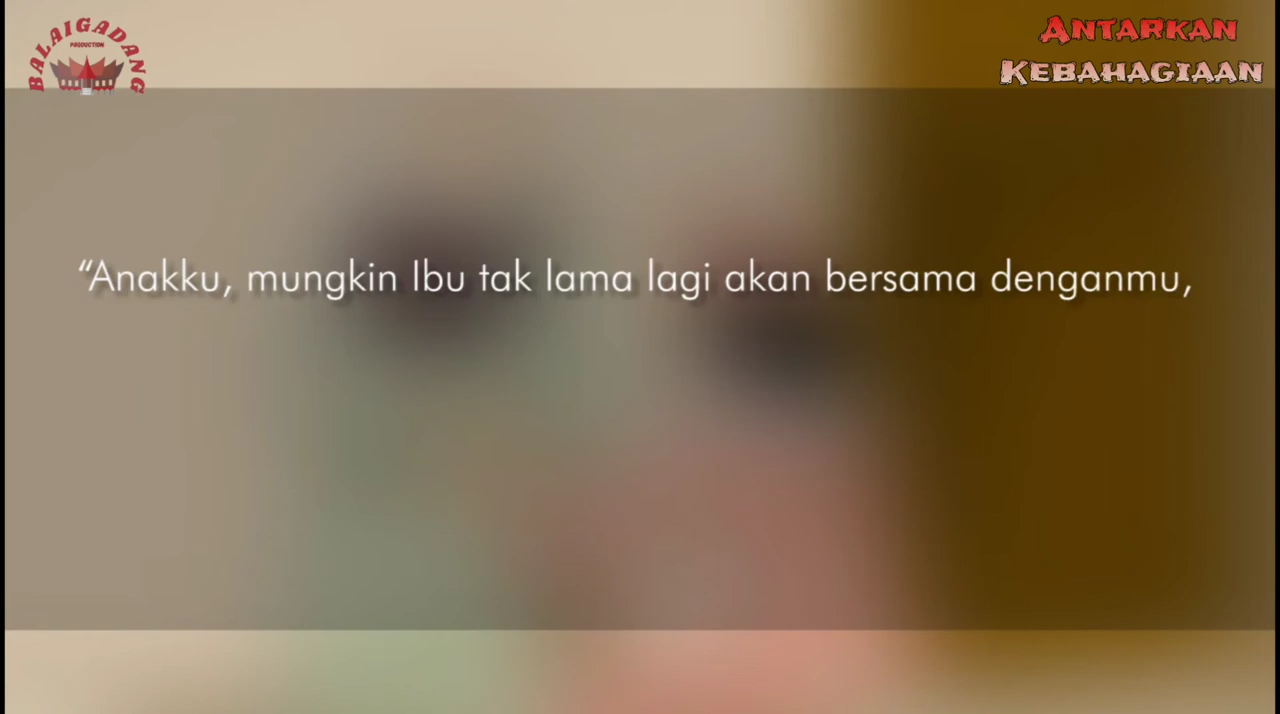 BALAIGADANG
PRODUCTION
ANTARKAN
KEBAHAGIAAN
“Anakku, mungkin Ibu tak lama lagi akan bersama denganmu,